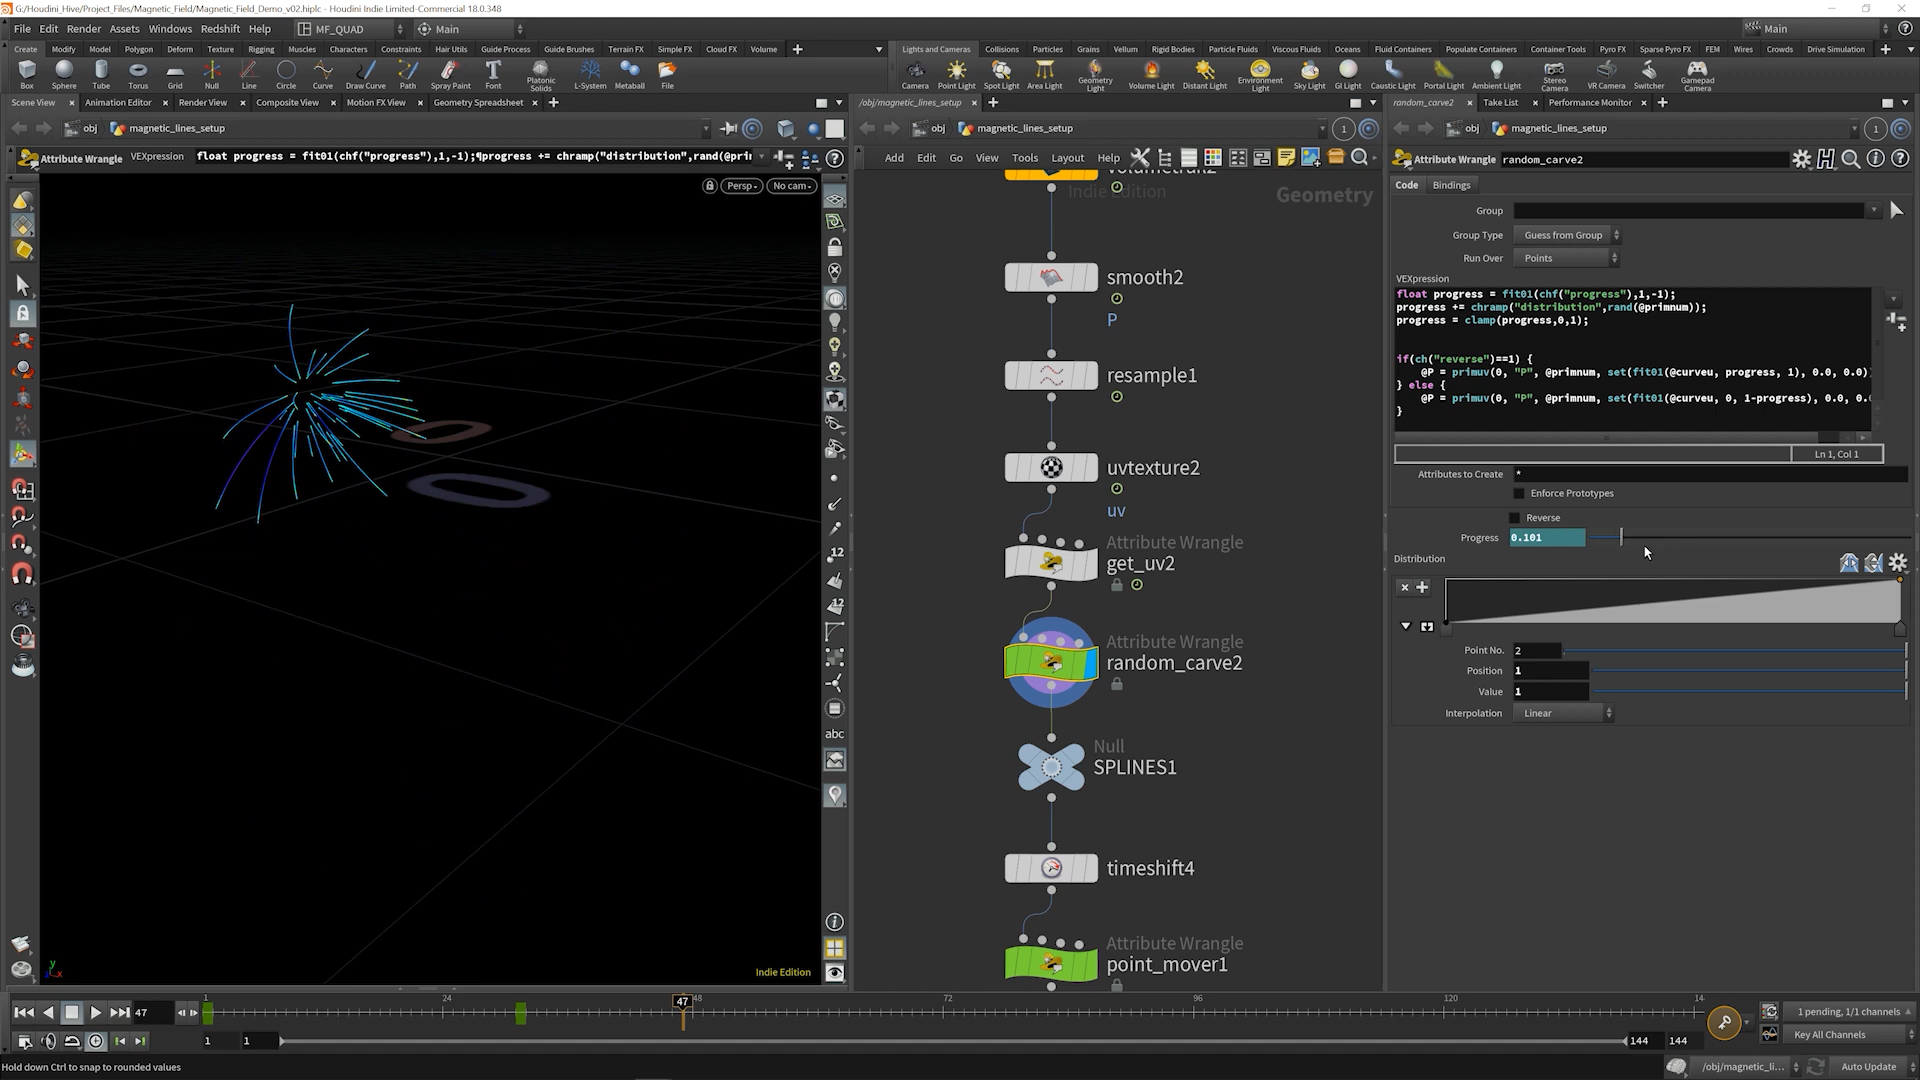 G:/Houdini_Hive/Project_Files/Magnetic_Field/Magnetic_Field_Demo_v02.hiplc - Houdini Indie Limited-Commercial 18.0.348
File Edit Render Assets Windows Redshift Help MF_QUAD Main Main
Create Modify Model Polygon Deform Texture Rigging Muscles Characters Constraints Hair Utils Guide Process Guide Brushes Terrain FX Simple FX Cloud FX Volume
Lights and Cameras Collisions Particles Grains Vellum Rigid Bodies Particle Fluids Viscous Fluids Oceans Fluid Containers Populate Containers Container Tools Pyro FX Sparse Pyro FX FEM Wires Crowds Drive Simulation
Box Sphere Tube Torus Grid Null Line Circle Curve Draw Curve Path Spray Paint Font Platonic Solids L-System Metaball File
Camera Point Light Spot Light Area Light Geometry Light Volume Light Distant Light Environment Light Sky Light GI Light Caustic Light Portal Light Ambient Light Stereo Camera VR Camera Switcher Gamepad Camera
Scene View Animation Editor Render View Composite View Motion FX View Geometry Spreadsheet
/obj/magnetic_lines_setup
random_carve2 Take List Performance Monitor
obj magnetic_lines_setup
obj magnetic_lines_setup 1
obj magnetic_lines_setup 1
Attribute Wrangle VEXpression float progress = fit01(chf("progress"),1,-1);¶progress += chramp("distribution",rand(@pri
Add Edit Go View Tools Layout Help
Attribute Wrangle random_carve2
Persp No cam
Indie Edition
Geometry
Code Bindings
Group
Group Type Guess from Group
Run Over Points
VEXpression
float progress = fit01(chf("progress"),1,-1);
progress += chramp("distribution",rand(@primnum));
progress = clamp(progress,0,1);
if(ch("reverse")==1) {
@P = primuv(0, "P", @primnum, set(fit01(@curveu, progress, 1), 0.0, 0.0)
} else {
@P = primuv(0, "P", @primnum, set(fit01(@curveu, 0, 1-progress), 0.0, 0.
}
Ln 1, Col 1
Attributes to Create *
Enforce Prototypes
Reverse
Progress 0.101
Distribution
Point No. 2
Position 1
Value 1
Interpolation Linear
smooth2
P
resample1
uvtexture2
uv
Attribute Wrangle
get_uv2
Attribute Wrangle
random_carve2
Null
SPLINES1
timeshift4
Attribute Wrangle
point_mover1
12
12
abc
y
x
Indie Edition
47
1 24 47 48 72 96 120 14
1 pending, 1/1 channels
1 1 144 144
Key All Channels
Hold down Ctrl to snap to rounded values
/obj/magnetic_li... Auto Update